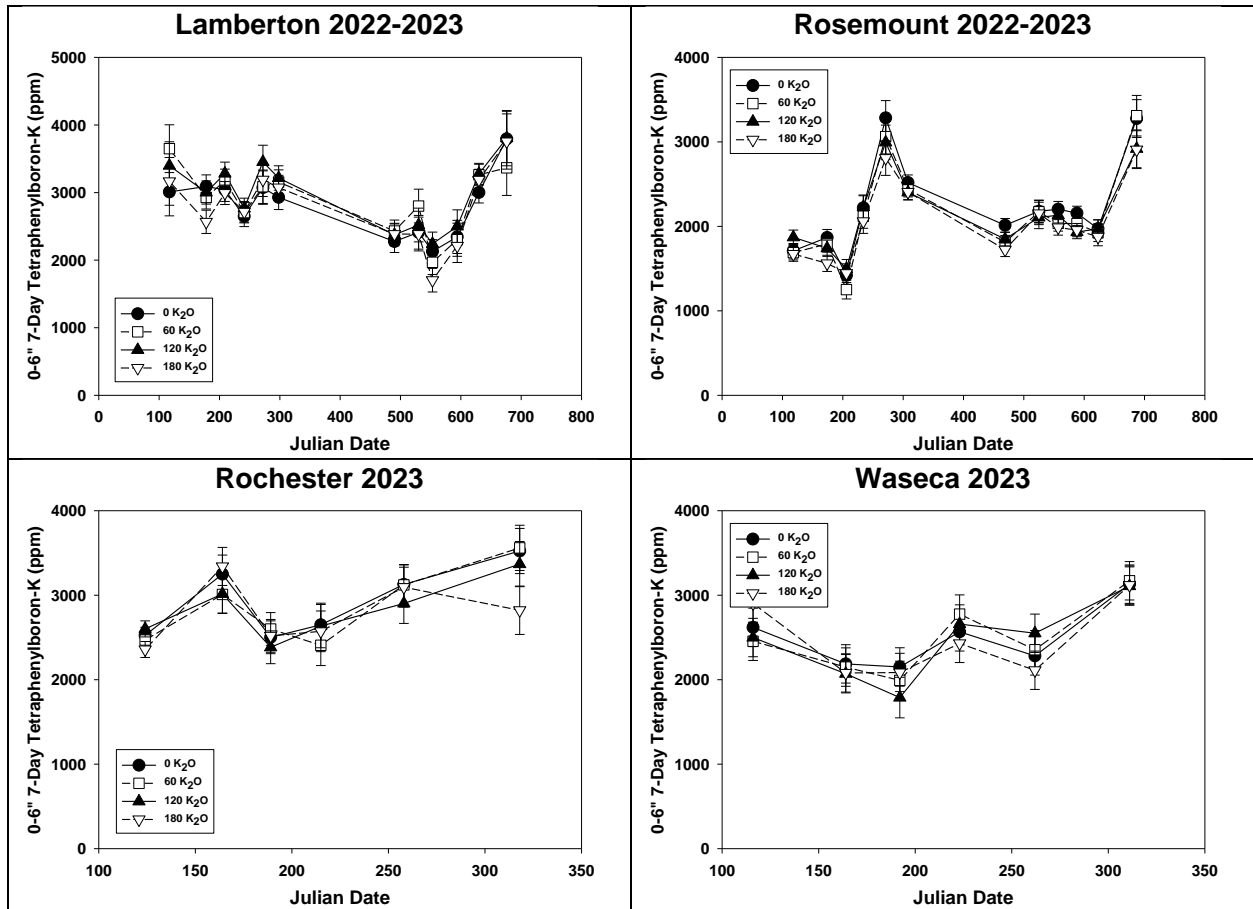 Lamberton 2022-2023
0-6" 7-Day Tetraphenylboron-K (ppm)
5000
4000
3000
2000
1000
0
0 K2O
60 K2O
120 K2O
180 K2O
0 100 200 300 400 500 600 700 800
Julian Date
Rosemount 2022-2023
0-6" 7-Day Tetraphenylboron-K (ppm)
4000
3000
2000
1000
0
0 K2O
60 K2O
120 K2O
180 K2O
0 100 200 300 400 500 600 700 800
Julian Date
Rochester 2023
0-6" 7-Day Tetraphenylboron-K (ppm)
4000
3000
2000
1000
0
0 K2O
60 K2O
120 K2O
180 K2O
100 150 200 250 300 350
Julian Date
Waseca 2023
0-6" 7-Day Tetraphenylboron-K (ppm)
4000
3000
2000
1000
0
0 K2O
60 K2O
120 K2O
180 K2O
100 150 200 250 300 350
Julian Date